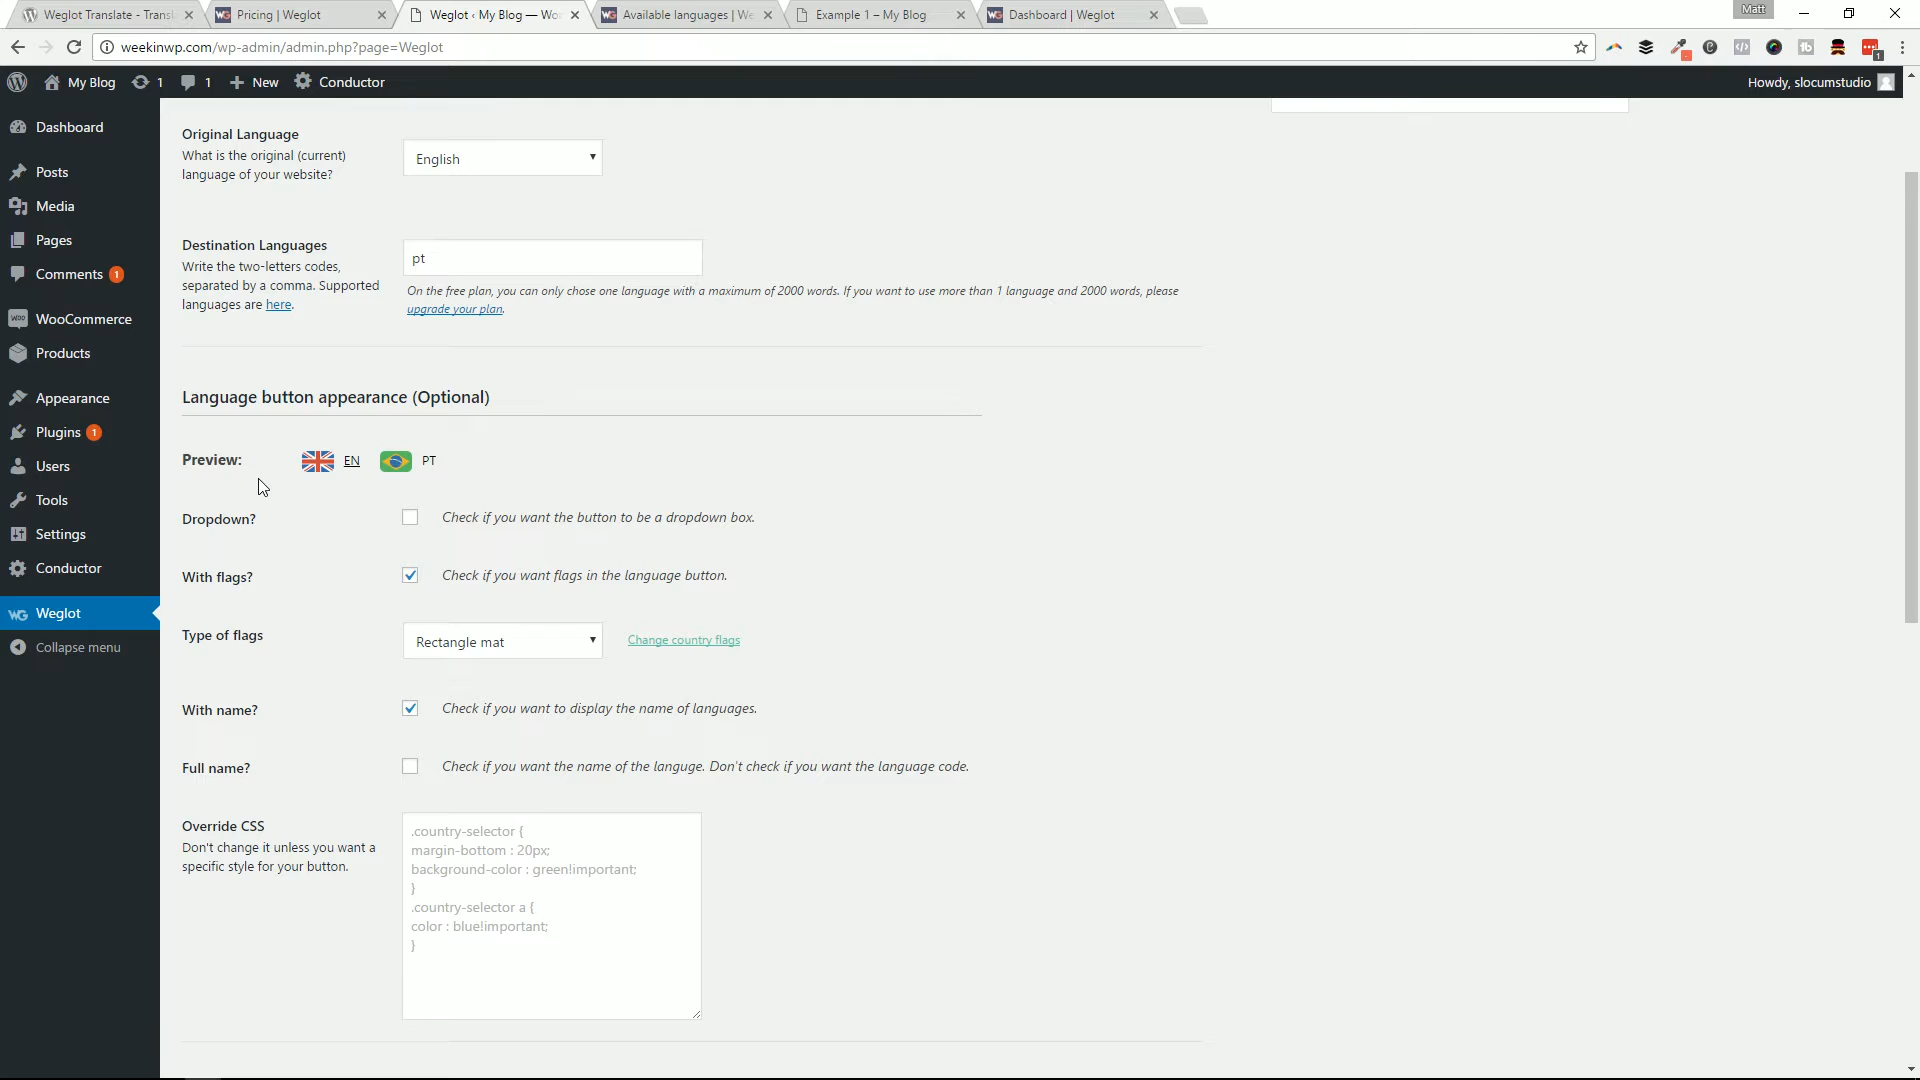 Weglot Translate - Transl
Pricing | Weglot
Weglot ‹ My Blog — Wo
Available languages | We
Example 1 – My Blog
Dashboard | Weglot
Matt
weekinwp.com/wp-admin/admin.php?page=Weglot
1
My Blog
1
1
New
Conductor
Howdy, slocumstudio
Dashboard
Posts
Media
Pages
Comments 1
WooCommerce
Products
Appearance
Plugins 1
Users
Tools
Settings
Conductor
WG Weglot
Collapse menu
Original Language
What is the original (current)
language of your website?
English
Destination Languages
Write the two-letters codes,
separated by a comma. Supported
languages are here.
pt
On the free plan, you can only chose one language with a maximum of 2000 words. If you want to use more than 1 language and 2000 words, please
upgrade your plan.
Language button appearance (Optional)
Preview:
EN
PT
Dropdown?
Check if you want the button to be a dropdown box.
With flags?
Check if you want flags in the language button.
Type of flags
Rectangle mat
Change country flags
With name?
Check if you want to display the name of languages.
Full name?
Check if you want the name of the languge. Don't check if you want the language code.
Override CSS
Don't change it unless you want a
specific style for your button.
.country-selector {
margin-bottom : 20px;
background-color : green!important;
}
.country-selector a {
color : blue!important;
}